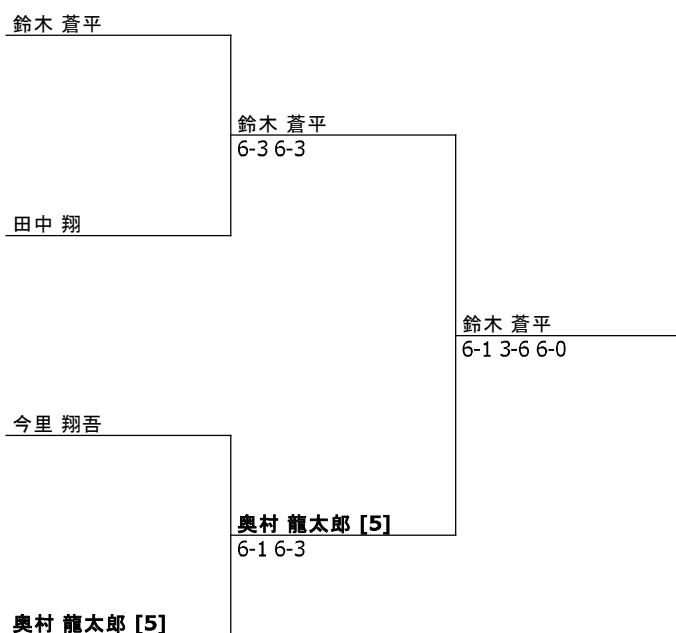 鈴木 蒼平
鈴木 蒼平
6-3 6-3
田中 翔
鈴木 蒼平
6-1 3-6 6-0
今里 翔吾
奥村 龍太郎 [5]
6-1 6-3
奥村 龍太郎 [5]